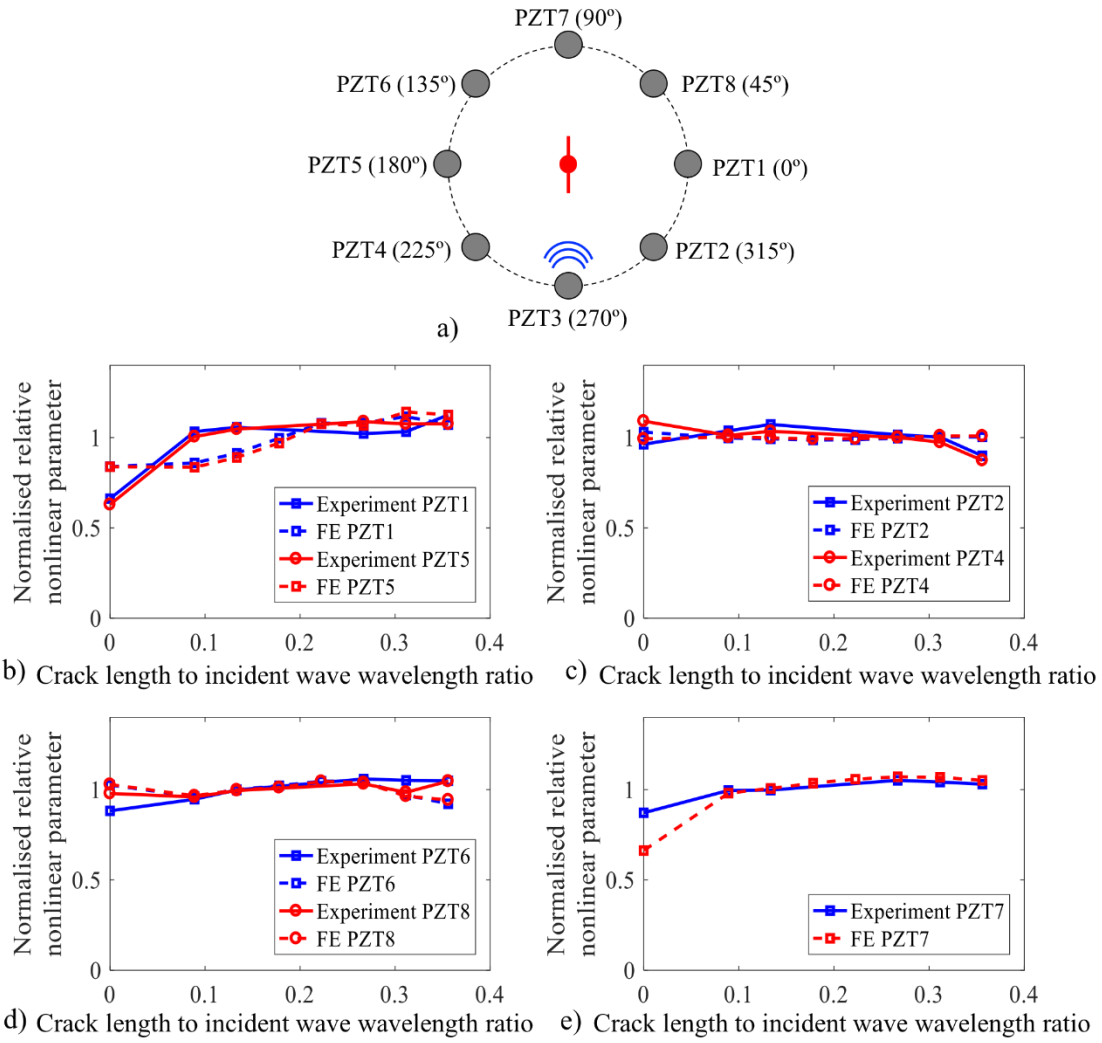 PZT7 (90º)
PZT6 (135º)
PZT8 (45º)
PZT5 (180º)
PZT1 (0º)
PZT4 (225º)
PZT2 (315º)
PZT3 (270º)
a)
Normalised relative
nonlinear parameter
1
0.5
0
0
0.1
0.2
0.3
0.4
Experiment PZT1
FE PZT1
Experiment PZT5
FE PZT5
b)
Crack length to incident wave wavelength ratio
Normalised relative
nonlinear parameter
1
0.5
0
0
0.1
0.2
0.3
0.4
Experiment PZT2
FE PZT2
Experiment PZT4
FE PZT4
c)
Crack length to incident wave wavelength ratio
Normalised relative
nonlinear parameter
1
0.5
0
0
0.1
0.2
0.3
0.4
Experiment PZT6
FE PZT6
Experiment PZT8
FE PZT8
d)
Crack length to incident wave wavelength ratio
Normalised relative
nonlinear parameter
1
0.5
0
0
0.1
0.2
0.3
0.4
Experiment PZT7
FE PZT7
e)
Crack length to incident wave wavelength ratio